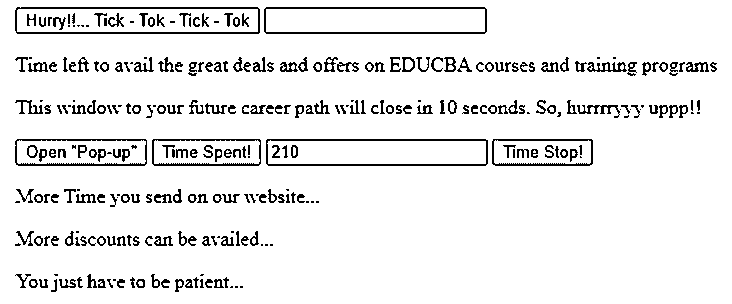 Hurry!!... Tick - Tok - Tick - Tok
Time left to avail the great deals and offers on EDUCBA courses and training programs
This window to your future career path will close in 10 seconds. So, hurrrryyy uppp!!
Open "Pop-up" Time Spent! 210 Time Stop!
More Time you send on our website...
More discounts can be availed...
You just have to be patient...